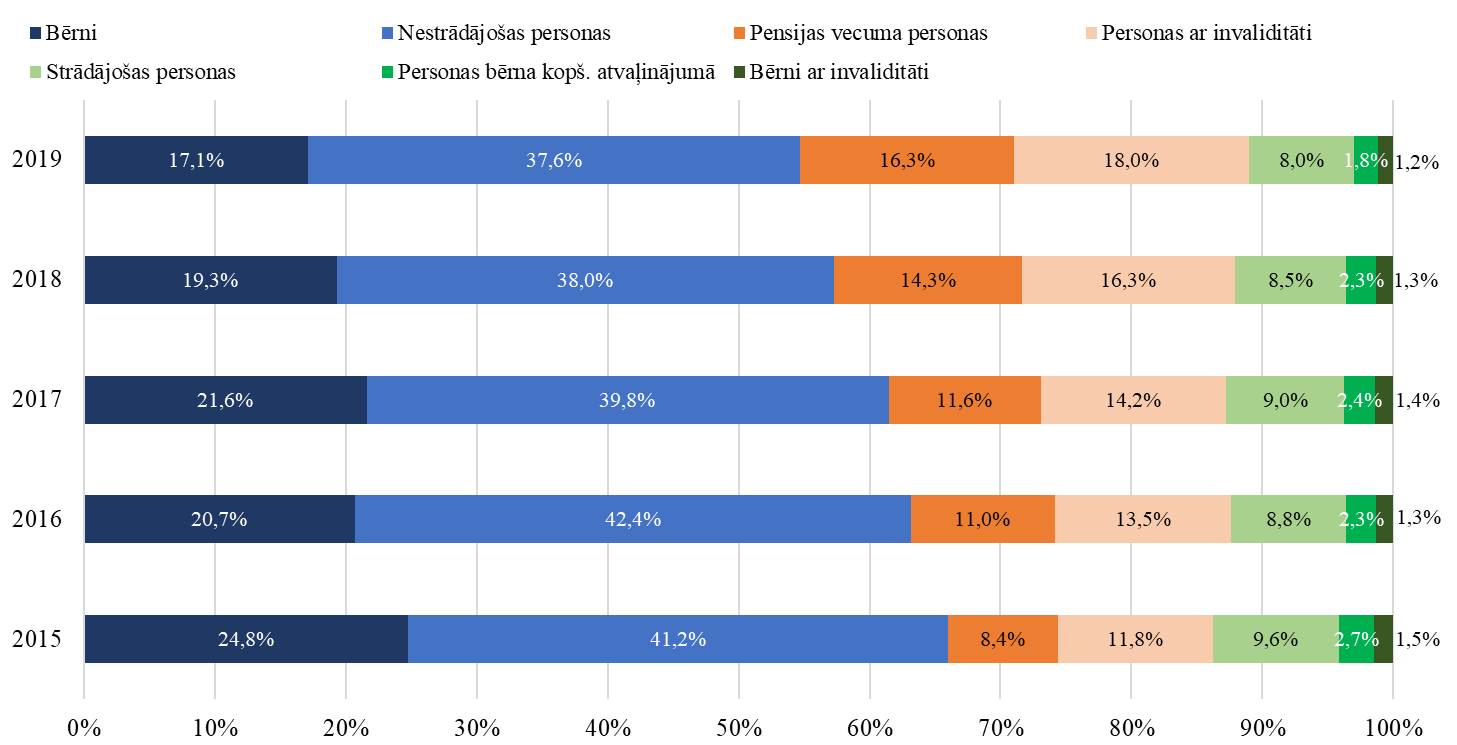 Bērni Nestrādājošas personas Pensijas vecuma personas Personas ar invaliditāti
Strādājošas personas Personas bērna kopš. atvaļinājumā Bērni ar invaliditāti
2019 17,1% 37,6% 16,3% 18,0% 8,0% 1,8% 1,2%
2018 19,3% 38,0% 14,3% 16,3% 8,5% 2,3% 1,3%
2017 21,6% 39,8% 11,6% 14,2% 9,0% 2,4% 1,4%
2016 20,7% 42,4% 11,0% 13,5% 8,8% 2,3% 1,3%
2015 24,8% 41,2% 8,4% 11,8% 9,6% 2,7% 1,5%
0% 10% 20% 30% 40% 50% 60% 70% 80% 90% 100%